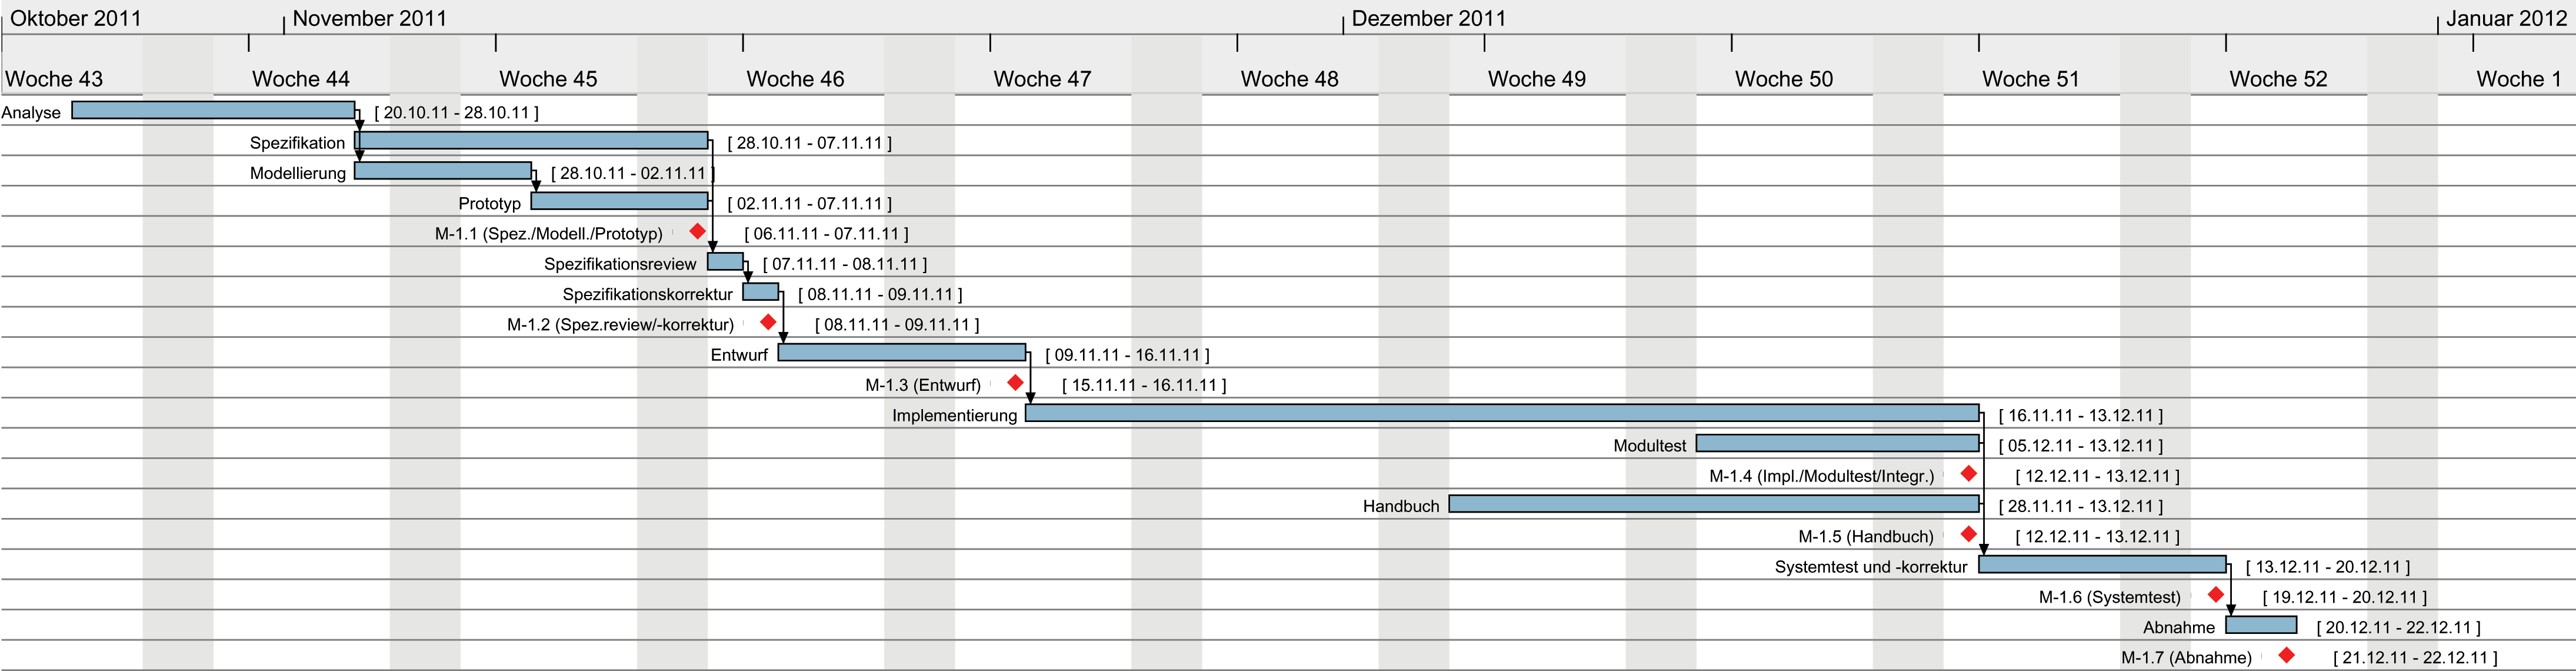 Oktober 2011 November 2011 Dezember 2011 Januar 2012
Woche 43 Woche 44 Woche 45 Woche 46 Woche 47 Woche 48 Woche 49 Woche 50 Woche 51 Woche 52 Woche 1
Analyse [ 20.10.11 - 28.10.11 ]
Spezifikation [ 28.10.11 - 07.11.11 ]
Modellierung [ 28.10.11 - 02.11.11 ]
Prototyp [ 02.11.11 - 07.11.11 ]
M-1.1 (Spez./Modell./Prototyp) [ 06.11.11 - 07.11.11 ]
Spezifikationsreview [ 07.11.11 - 08.11.11 ]
Spezifikationskorrektur [ 08.11.11 - 09.11.11 ]
M-1.2 (Spez.review/-korrektur) [ 08.11.11 - 09.11.11 ]
Entwurf [ 09.11.11 - 16.11.11 ]
M-1.3 (Entwurf) [ 15.11.11 - 16.11.11 ]
Implementierung [ 16.11.11 - 13.12.11 ]
Modultest [ 05.12.11 - 13.12.11 ]
M-1.4 (Impl./Modultest/Integr.) [ 12.12.11 - 13.12.11 ]
Handbuch [ 28.11.11 - 13.12.11 ]
M-1.5 (Handbuch) [ 12.12.11 - 13.12.11 ]
Systemtest und -korrektur [ 13.12.11 - 20.12.11 ]
M-1.6 (Systemtest) [ 19.12.11 - 20.12.11 ]
Abnahme [ 20.12.11 - 22.12.11 ]
M-1.7 (Abnahme) [ 21.12.11 - 22.12.11 ]